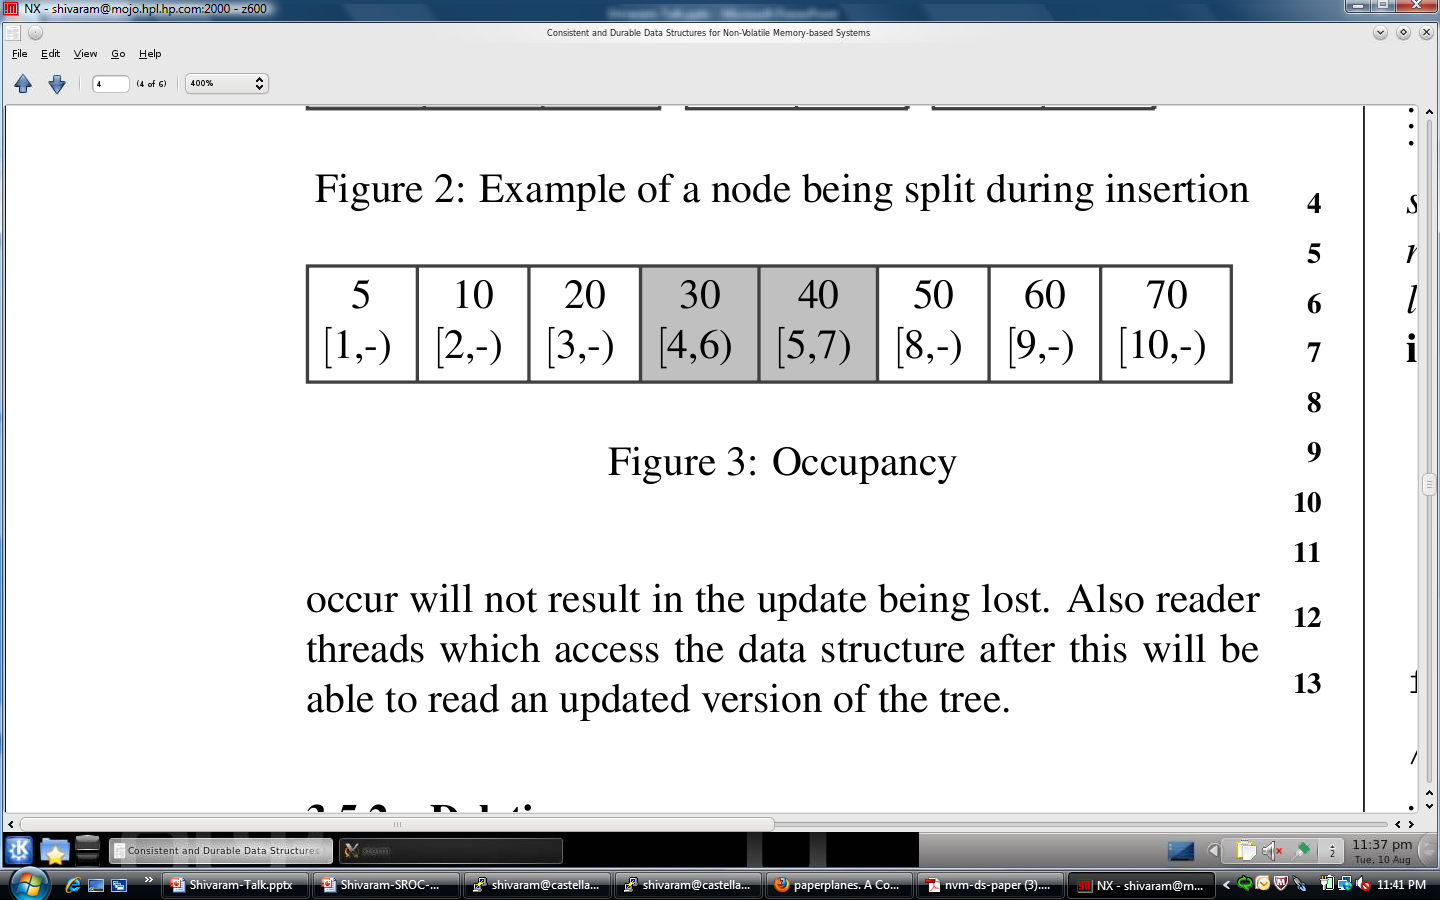 NX - shivaram@mojo.hpl.hp.com:2000 - z600
Consistent and Durable Data Structures for Non-Volatile Memory-based Systems
File Edit View Go Help
4 (4 of 6) 400%
Figure 2: Example of a node being split during insertion
5 10 20 30 40 50 60 70
[1,-) [2,-) [3,-) [4,6) [5,7) [8,-) [9,-) [10,-)
Figure 3: Occupancy
occur will not result in the update being lost. Also reader
threads which access the data structure after this will be
able to read an updated version of the tree.
4
5
6
7
8
9
10
11
12
13
s
r
l
i
Consistent and Durable Data Structures
xterm
2
11:37 pm
Tue, 10 Aug
Shivaram-Talk.pptx
Shivaram-SROC-...
shivaram@castella...
shivaram@castella...
paperplanes. A Co...
nvm-ds-paper (3)....
NX - shivaram@m...
11:41 PM